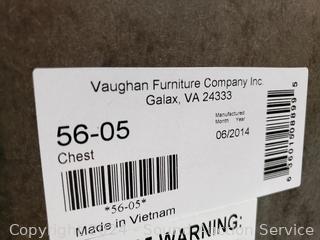 Vaughan Furniture Company Inc.
Galax, VA 24333
56-05
Chest
Manufactured
Month Year
06/2014
*56-05*
Made in Vietnam
WARNING:
Copyright